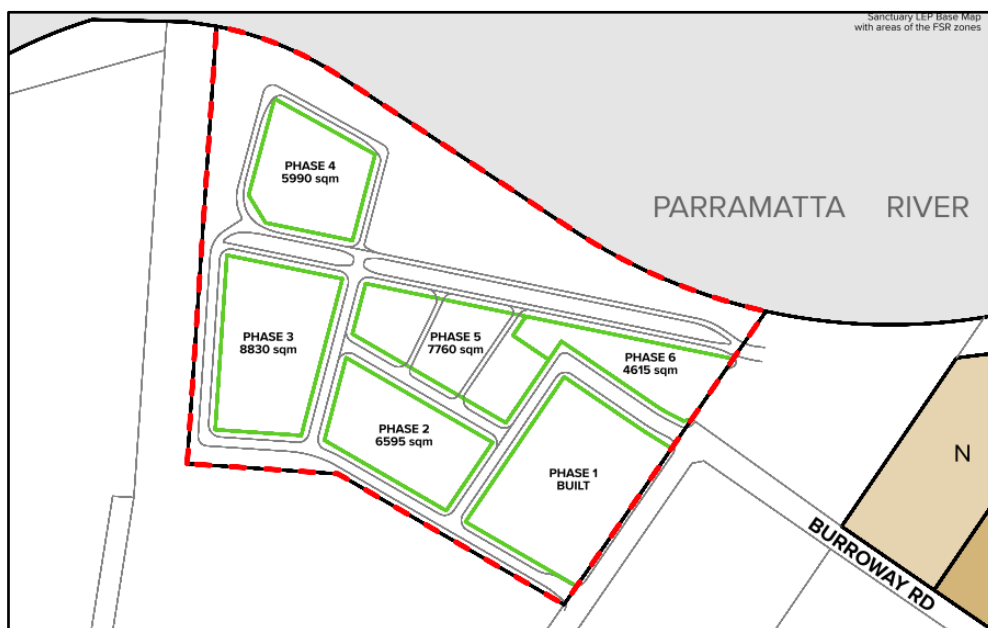 Sanctuary LEP Base Map
with areas of the FSR zones
PHASE 4
5990 sqm
PARRAMATTA RIVER
PHASE 3
8830 sqm
PHASE 5
7760 sqm
PHASE 6
4615 sqm
PHASE 2
6595 sqm
PHASE 1
BUILT
N
BURROWAY RD